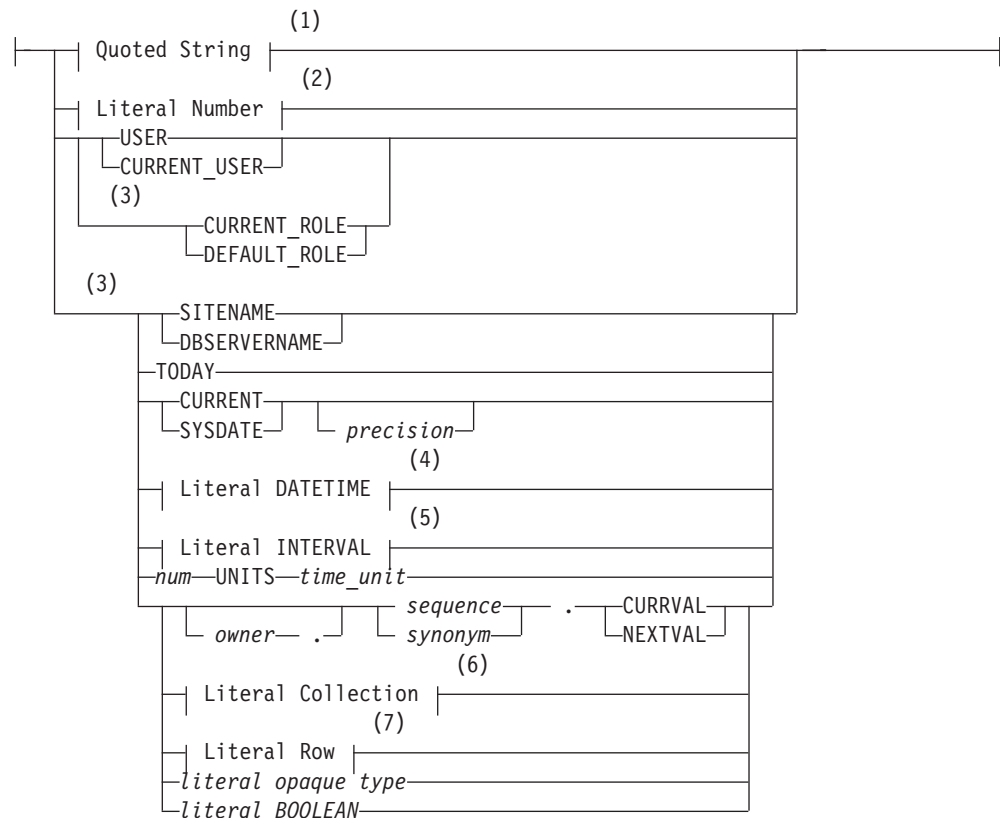 (1)
Quoted String
(2)
Literal Number
USER
CURRENT_USER
(3)
CURRENT_ROLE
DEFAULT_ROLE
(3)
SITENAME
DBSERVERNAME
TODAY
CURRENT
SYSDATE precision
(4)
Literal DATETIME
(5)
Literal INTERVAL
num UNITS time_unit
sequence . CURRVAL
owner . synonym NEXTVAL
(6)
Literal Collection
(7)
Literal Row
literal opaque type
literal BOOLEAN